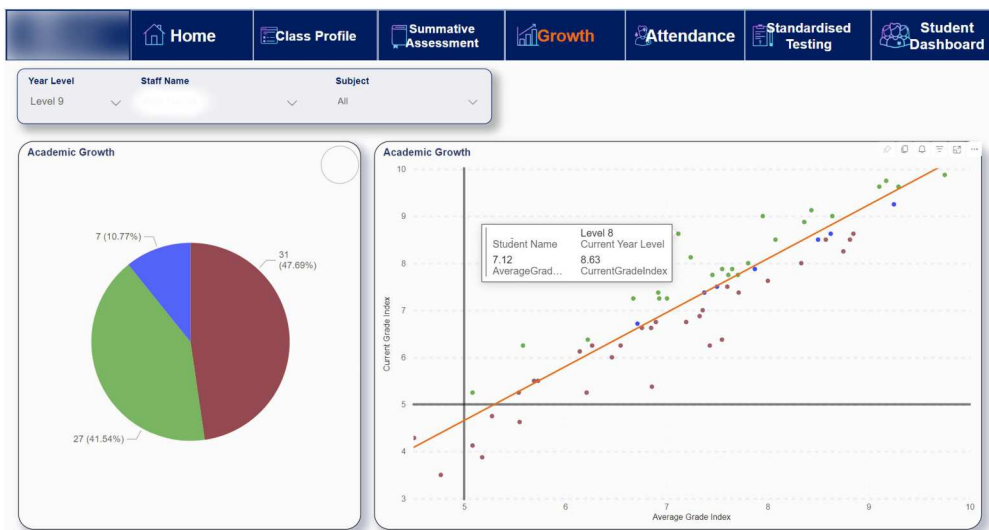 Home
Class Profile
Summative
Assessment
Growth
Attendance
Standardised
Testing
Student
Dashboard
Year Level
Staff Name
Subject
Level 9
All
Academic Growth
7 (10.77%)
31
(47.69%)
27 (41.54%)
Academic Growth
10
9
8
7
6
5
4
3
Current Grade Index
Level 8
Student Name
Current Year Level
7.12
8.63
AverageGrad...
CurrentGradeIndex
5
6
7
8
9
10
Average Grade Index